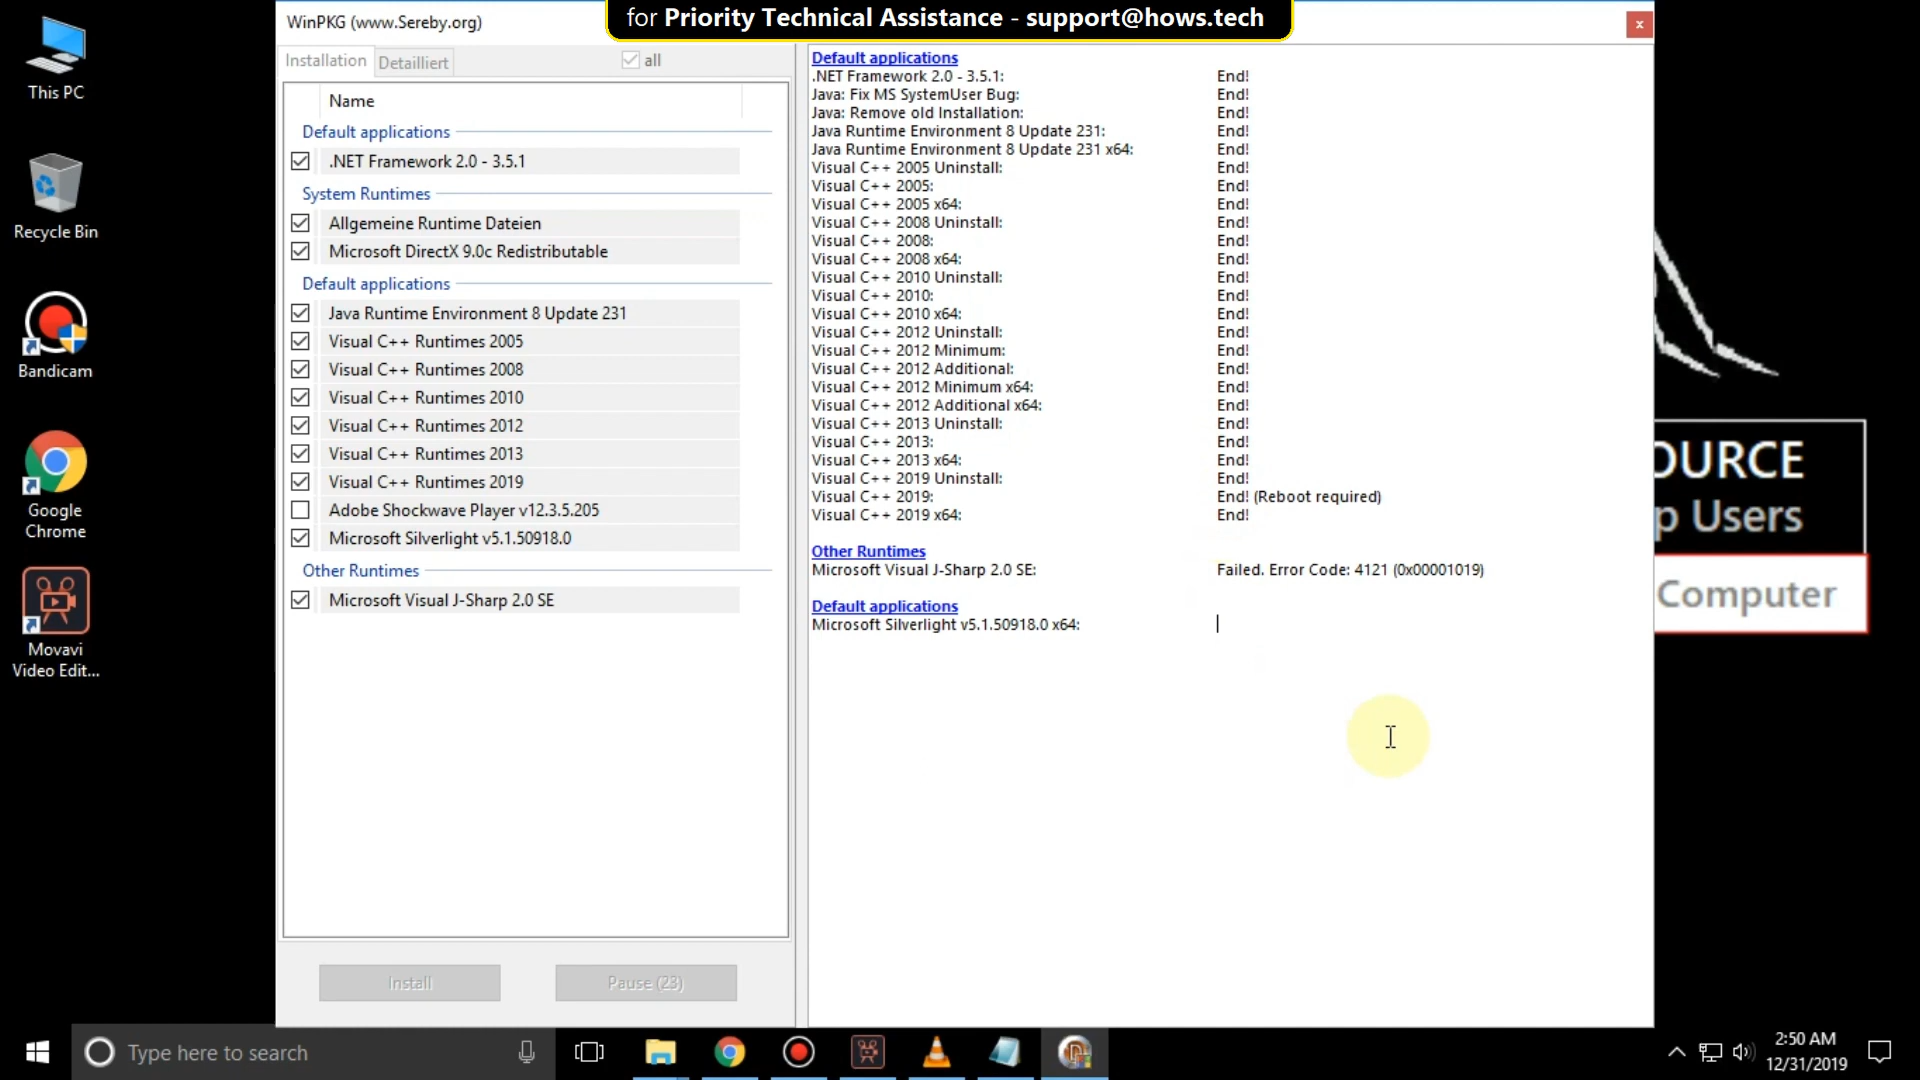 for Priority Technical Assistance - support@hows.tech
This PC
Recycle Bin
Bandicam
Google
Chrome
Movavi
Video Edit...
WinPKG (www.Sereby.org)
x
Installation
Detailliert
all
Name
Default applications
.NET Framework 2.0 - 3.5.1
System Runtimes
Allgemeine Runtime Dateien
Microsoft DirectX 9.0c Redistributable
Default applications
Java Runtime Environment 8 Update 231
Visual C++ Runtimes 2005
Visual C++ Runtimes 2008
Visual C++ Runtimes 2010
Visual C++ Runtimes 2012
Visual C++ Runtimes 2013
Visual C++ Runtimes 2019
Adobe Shockwave Player v12.3.5.205
Microsoft Silverlight v5.1.50918.0
Other Runtimes
Microsoft Visual J-Sharp 2.0 SE
Install
Pause (23)
Default applications
.NET Framework 2.0 - 3.5.1: End!
Java: Fix MS SystemUser Bug: End!
Java: Remove old Installation: End!
Java Runtime Environment 8 Update 231: End!
Java Runtime Environment 8 Update 231 x64: End!
Visual C++ 2005 Uninstall: End!
Visual C++ 2005: End!
Visual C++ 2005 x64: End!
Visual C++ 2008 Uninstall: End!
Visual C++ 2008: End!
Visual C++ 2008 x64: End!
Visual C++ 2010 Uninstall: End!
Visual C++ 2010: End!
Visual C++ 2010 x64: End!
Visual C++ 2012 Uninstall: End!
Visual C++ 2012 Minimum: End!
Visual C++ 2012 Additional: End!
Visual C++ 2012 Minimum x64: End!
Visual C++ 2012 Additional x64: End!
Visual C++ 2013 Uninstall: End!
Visual C++ 2013: End!
Visual C++ 2013 x64: End!
Visual C++ 2019 Uninstall: End!
Visual C++ 2019: End! (Reboot required)
Visual C++ 2019 x64: End!
Other Runtimes
Microsoft Visual J-Sharp 2.0 SE: Failed. Error Code: 4121 (0x00001019)
Default applications
Microsoft Silverlight v5.1.50918.0 x64:
OURCE
p Users
Computer
Type here to search
2:50 AM
12/31/2019